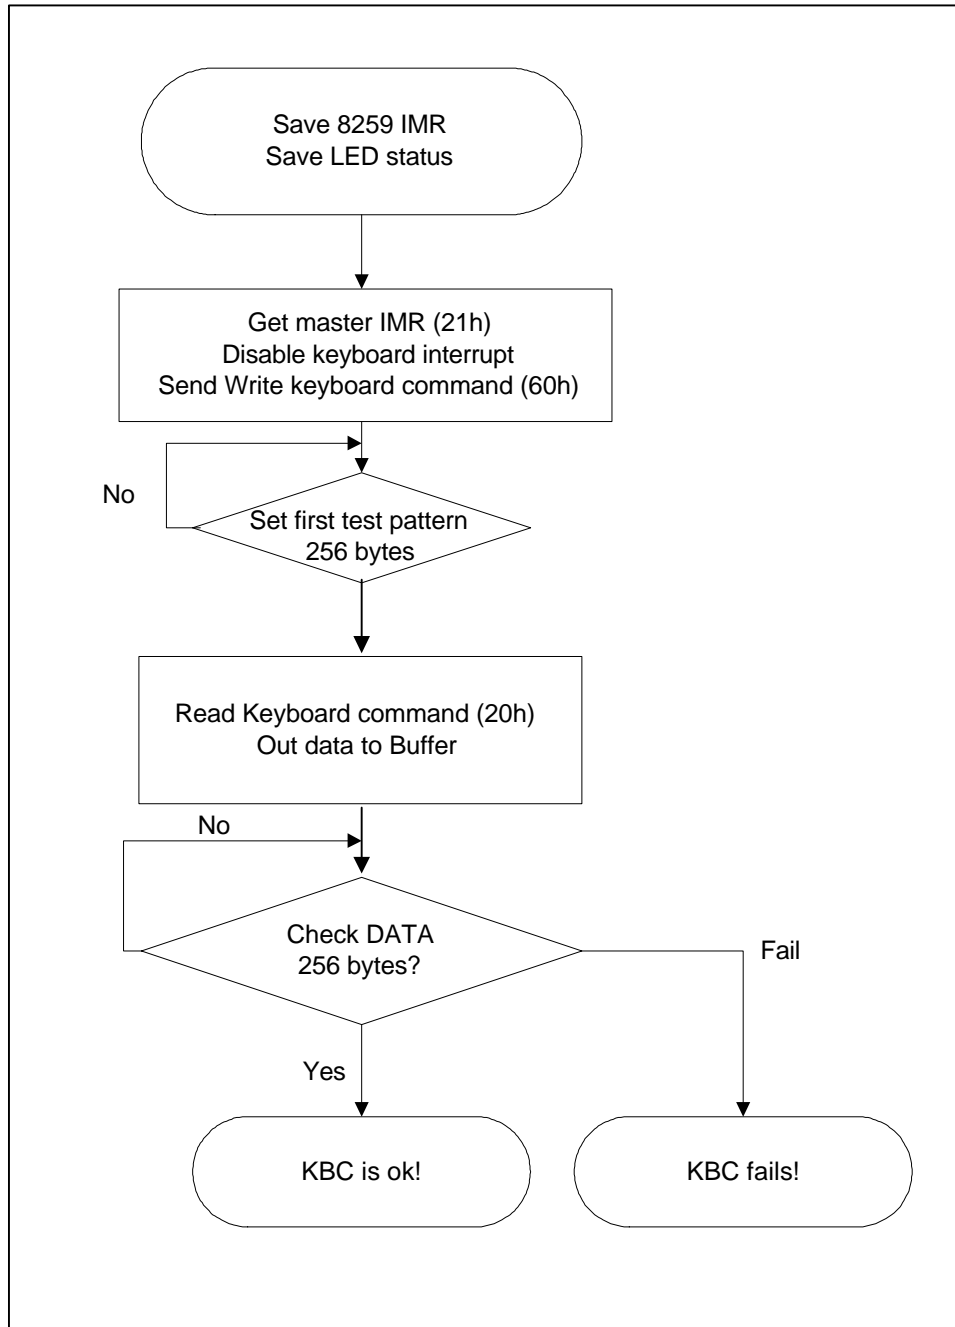 Save 8259 IMR
Save LED status
Get master IMR (21h)
Disable keyboard interrupt
Send Write keyboard command (60h)
No
Set first test pattern
256 bytes
Read Keyboard command (20h)
Out data to Buffer
No
Check DATA
256 bytes?
Fail
Yes
KBC is ok!
KBC fails!